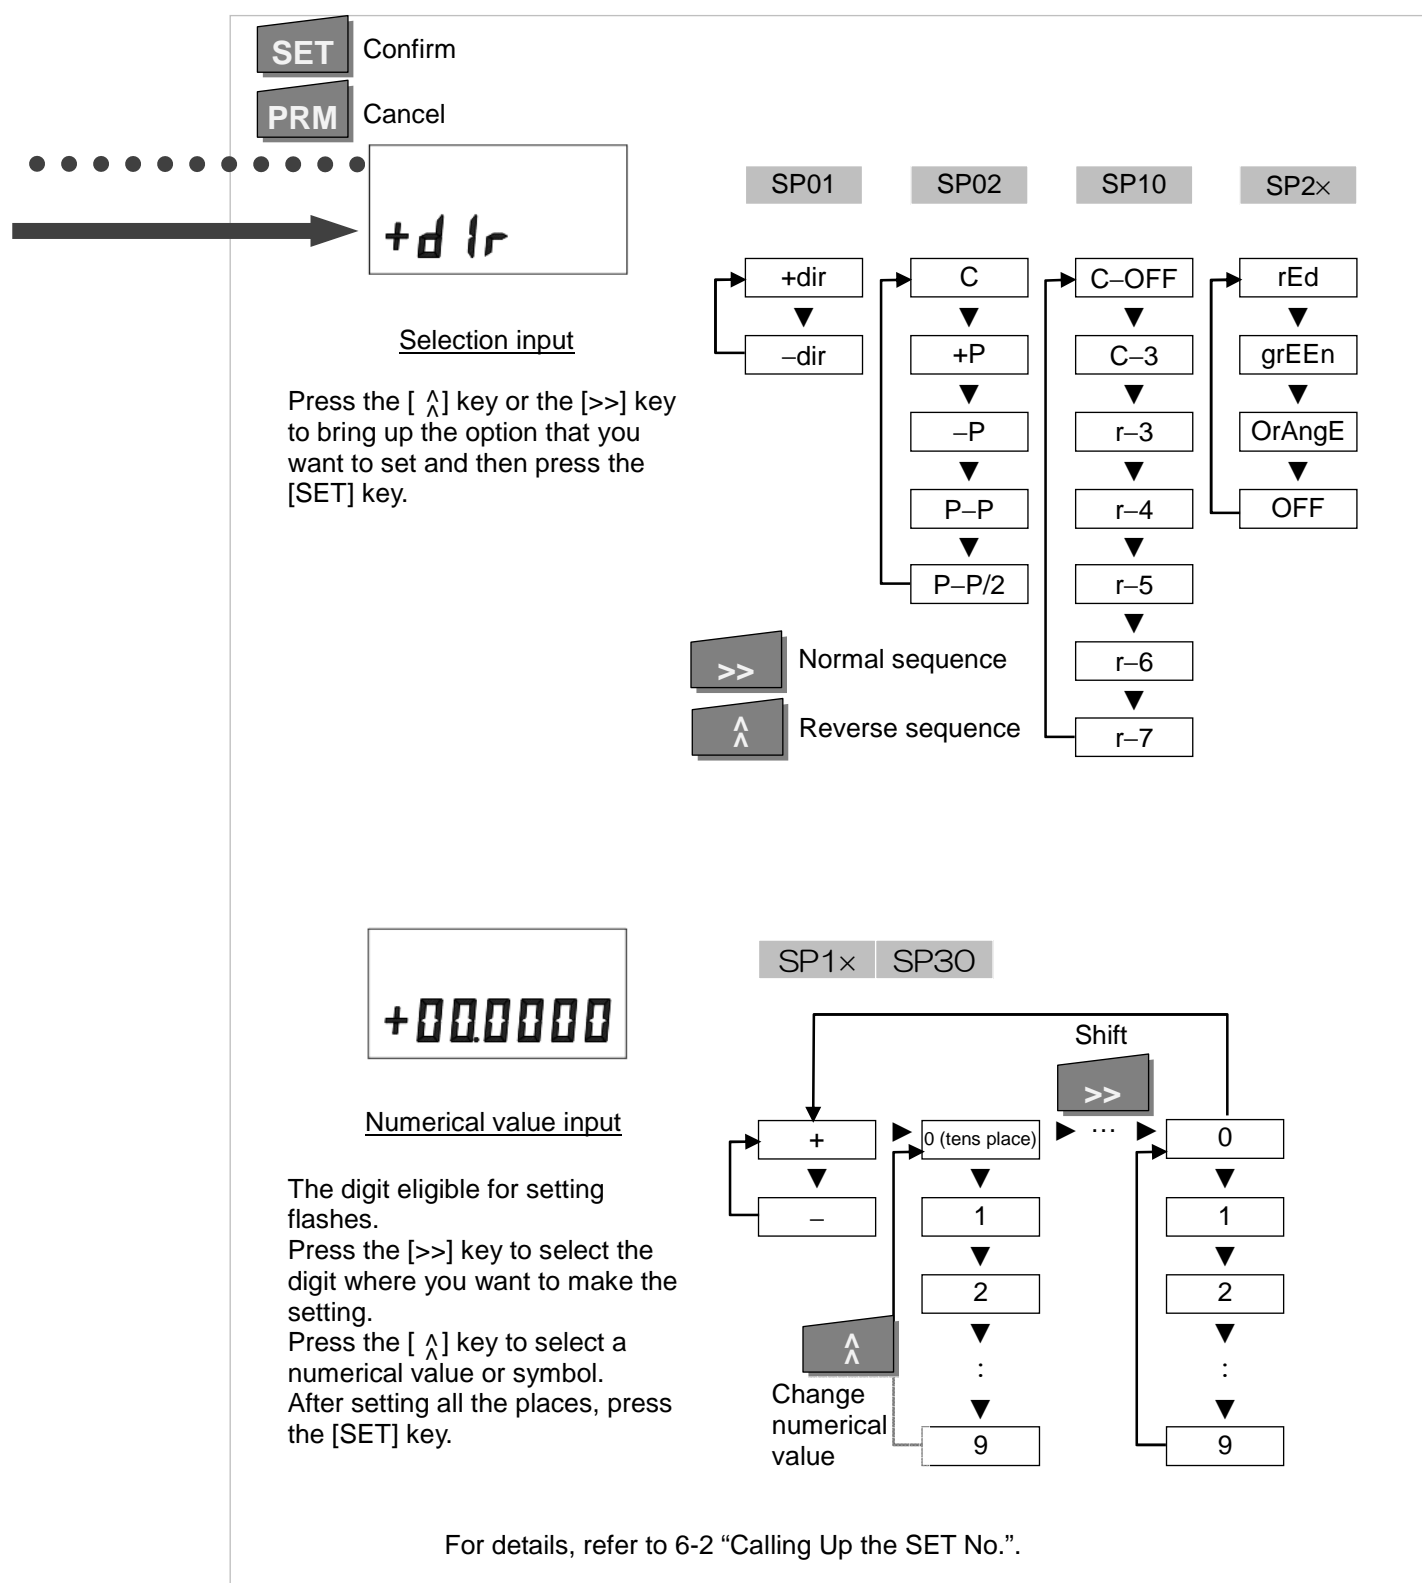 SET Confirm
PRM Cancel
+dIr
Selection input
Press the [ ^^] key or the [>>] key
to bring up the option that you
want to set and then press the
[SET] key.
SP01 SP02 SP10 SP2×
+dir C C–OFF rEd
–dir +P C–3 grEEn
–P r–3 OrAngE
P–P r–4 OFF
P–P/2 r–5
r–6
r–7
>> Normal sequence
^^ Reverse sequence
+00.0000
Numerical value input
The digit eligible for setting
flashes.
Press the [>>] key to select the
digit where you want to make the
setting.
Press the [ ^^] key to select a
numerical value or symbol.
After setting all the places, press
the [SET] key.
SP1× SP30
Shift
>>
+ 0 (tens place) ··· 0
– 1 1
2 2
^^ : :
Change
numerical
value
9 9
For details, refer to 6-2 “Calling Up the SET No.”.